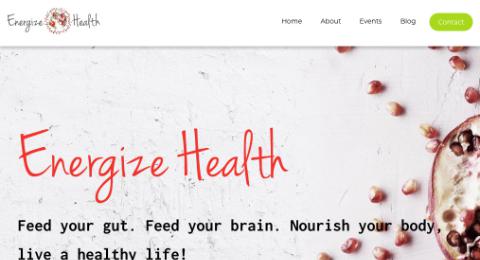 Energize Health
Home About Events Blog Contact
Energize Health
Feed your gut. Feed your brain. Nourish your body,
live a healthy life!